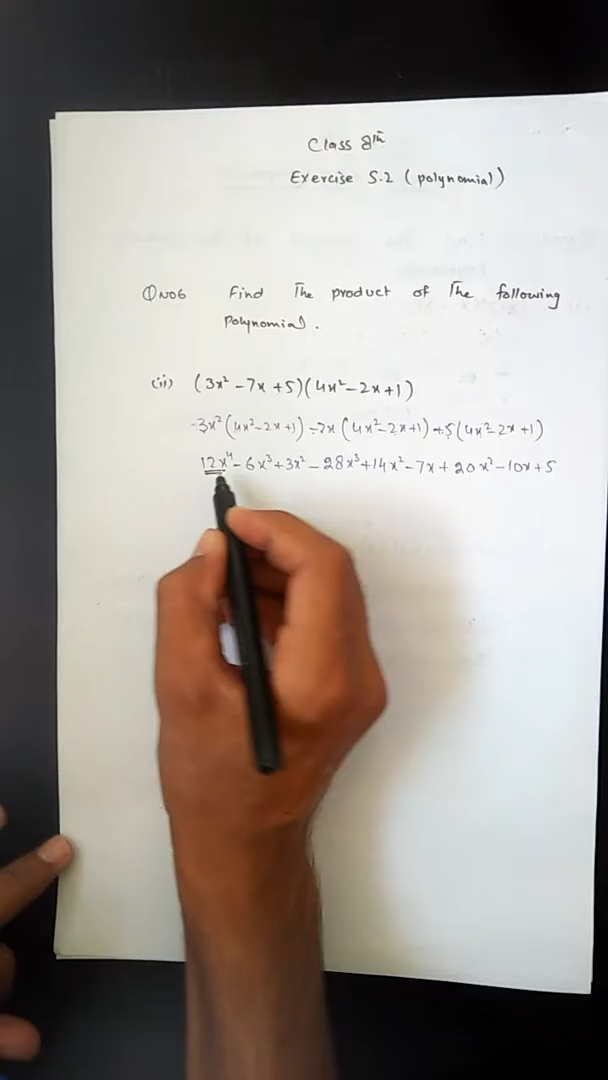 Class 8th
Exercise 5.2 (polynomial)
QNO6 Find The product of The following
Polynomial.
(ii) (3x² - 7x + 5)(4x² - 2x + 1)
3x²(4x² - 2x + 1) - 7x(4x² - 2x + 1) + 5(4x² - 2x + 1)
12x⁴ - 6x³ + 3x² - 28x³ + 14x² - 7x + 20x² - 10x + 5